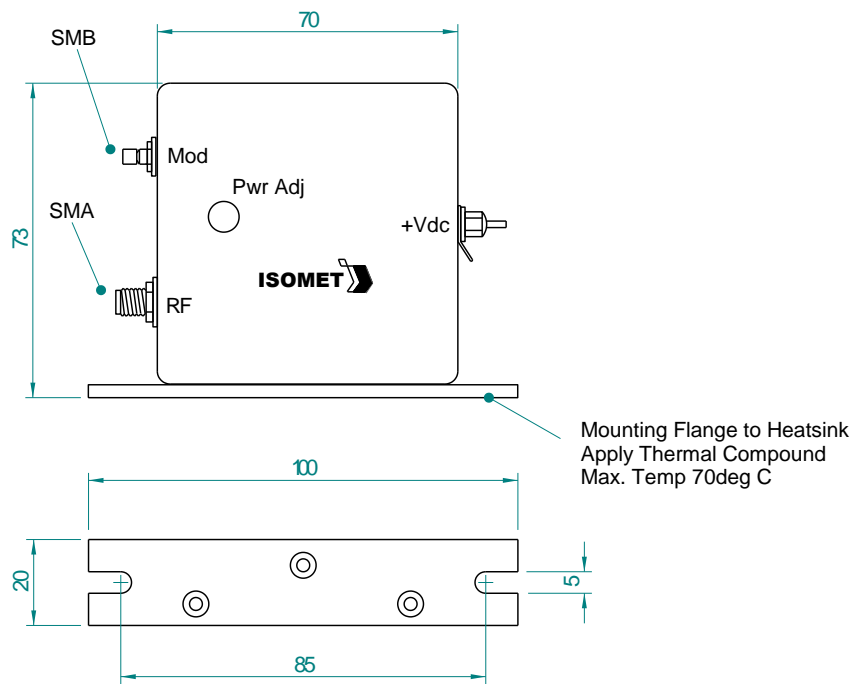 70
SMB
Mod
Pwr Adj
SMA
73
+Vdc
ISOMET
RF
Mounting Flange to Heatsink
Apply Thermal Compound
Max. Temp 70deg C
100
20
5
85